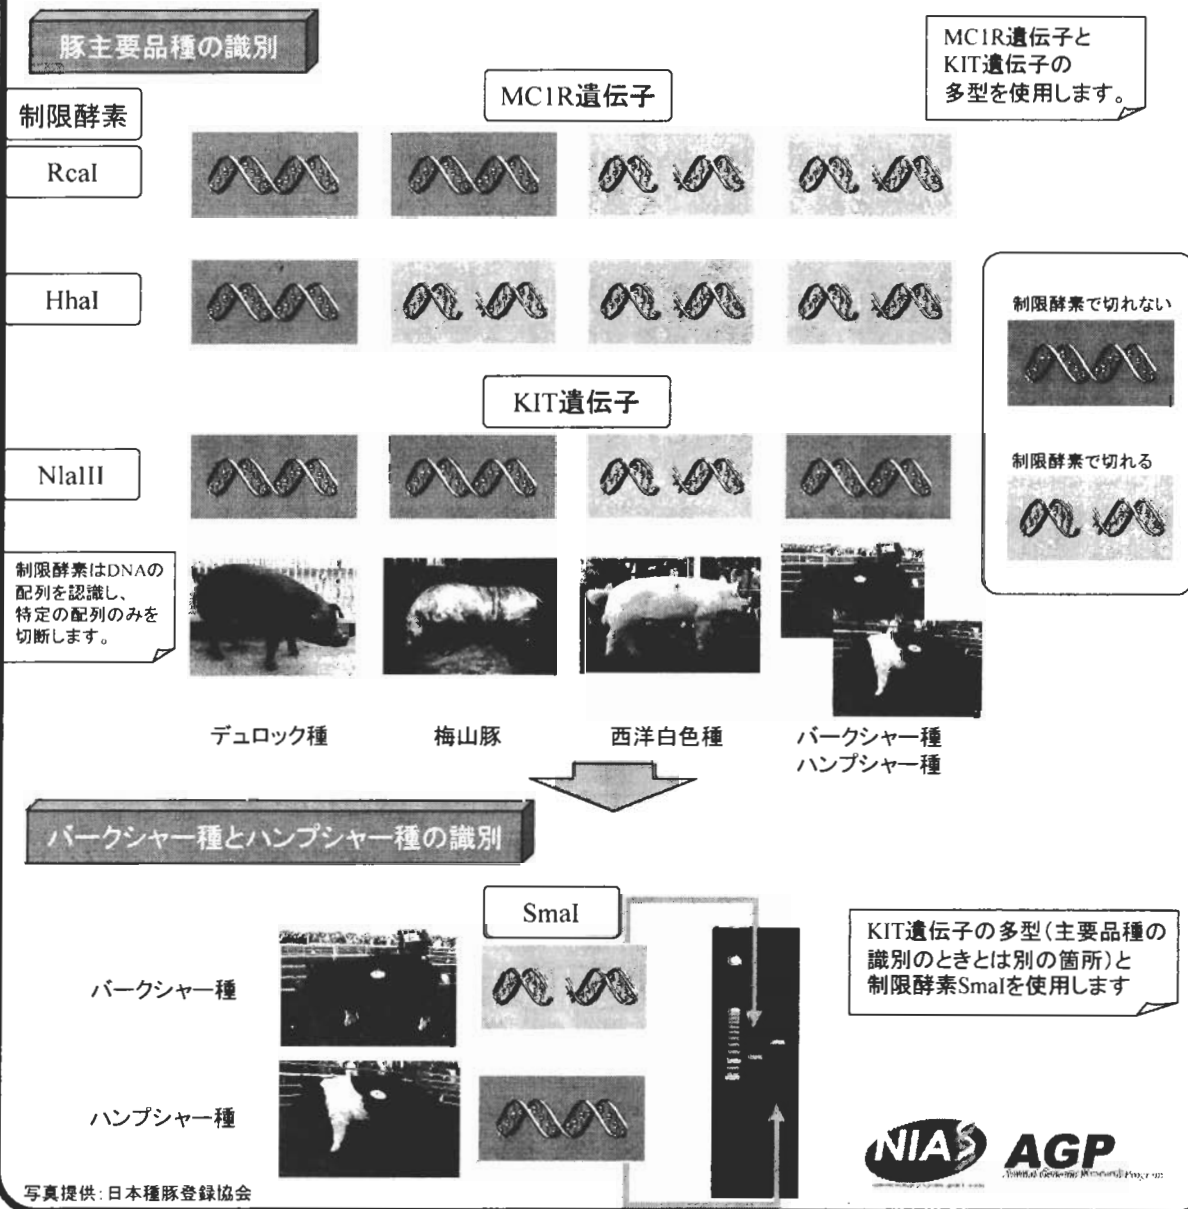 豚主要品種の識別
MC1R遺伝子と
KIT遺伝子の
多型を使用します。
制限酵素
MC1R遺伝子
RcaI
HhaI
制限酵素で切れない
KIT遺伝子
NlaIII
制限酵素で切れる
制限酵素はDNAの
配列を認識し、
特定の配列のみを
切断します。
デュロック種
梅山豚
西洋白色種
バークシャー種
ハンプシャー種
バークシャー種とハンプシャー種の識別
SmaI
KIT遺伝子の多型(主要品種の
識別のときとは別の箇所)と
制限酵素SmaIを使用します
バークシャー種
ハンプシャー種
NIAS
AGP
Animal Genome Research Program
写真提供:日本種豚登録協会